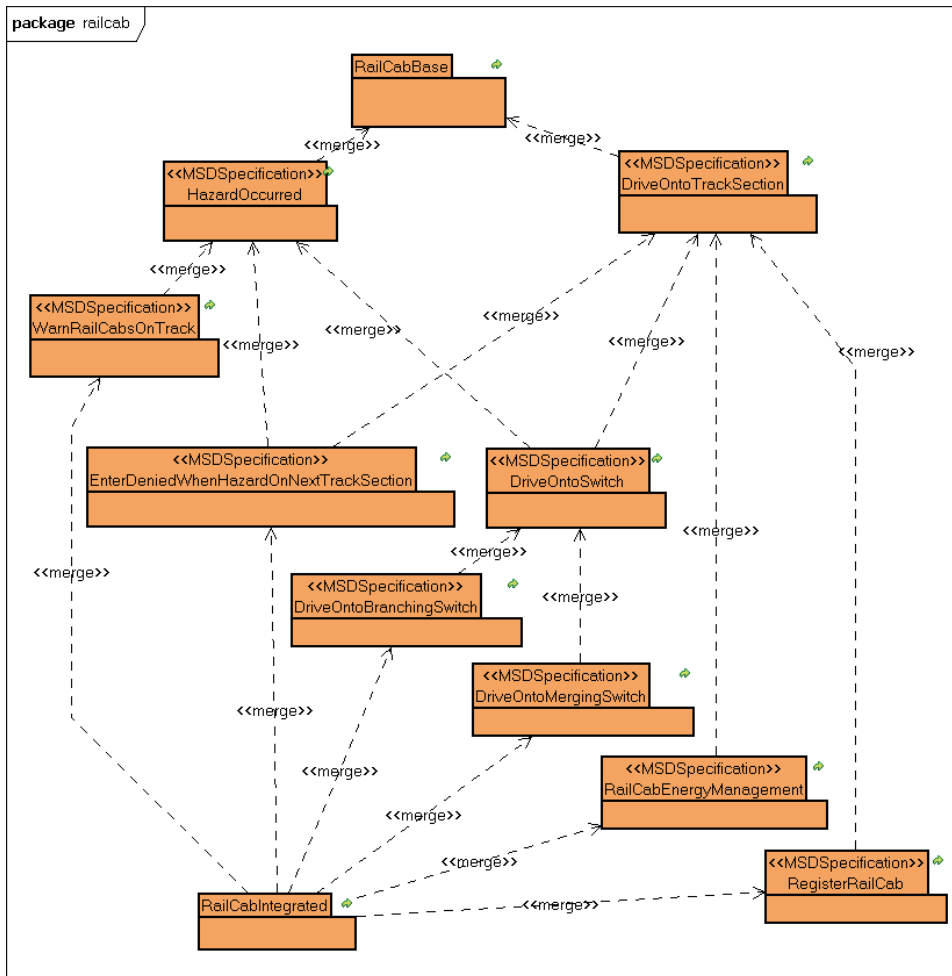 package railcab
RailCabBase
<<merge>>
<<merge>>
<<MSDSpecification>>
HazardOccurred
<<MSDSpecification>>
DriveOntoTrackSection
<<merge>>
<<MSDSpecification>>
WarnRailCabsOnTrack
<<merge>>
<<merge>>
<<merge>>
<<merge>>
<<merge>>
<<MSDSpecification>>
EnterDeniedWhenHazardOnNextTrackSection
<<MSDSpecification>>
DriveOntoSwitch
<<merge>>
<<merge>>
<<merge>>
<<merge>>
<<MSDSpecification>>
DriveOntoBranchingSwitch
<<MSDSpecification>>
DriveOntoMergingSwitch
<<merge>>
<<merge>>
<<merge>>
<<MSDSpecification>>
RailCabEnergyManagement
<<merge>>
<<MSDSpecification>>
RegisterRailCab
RailCabIntegrated
<<merge>>